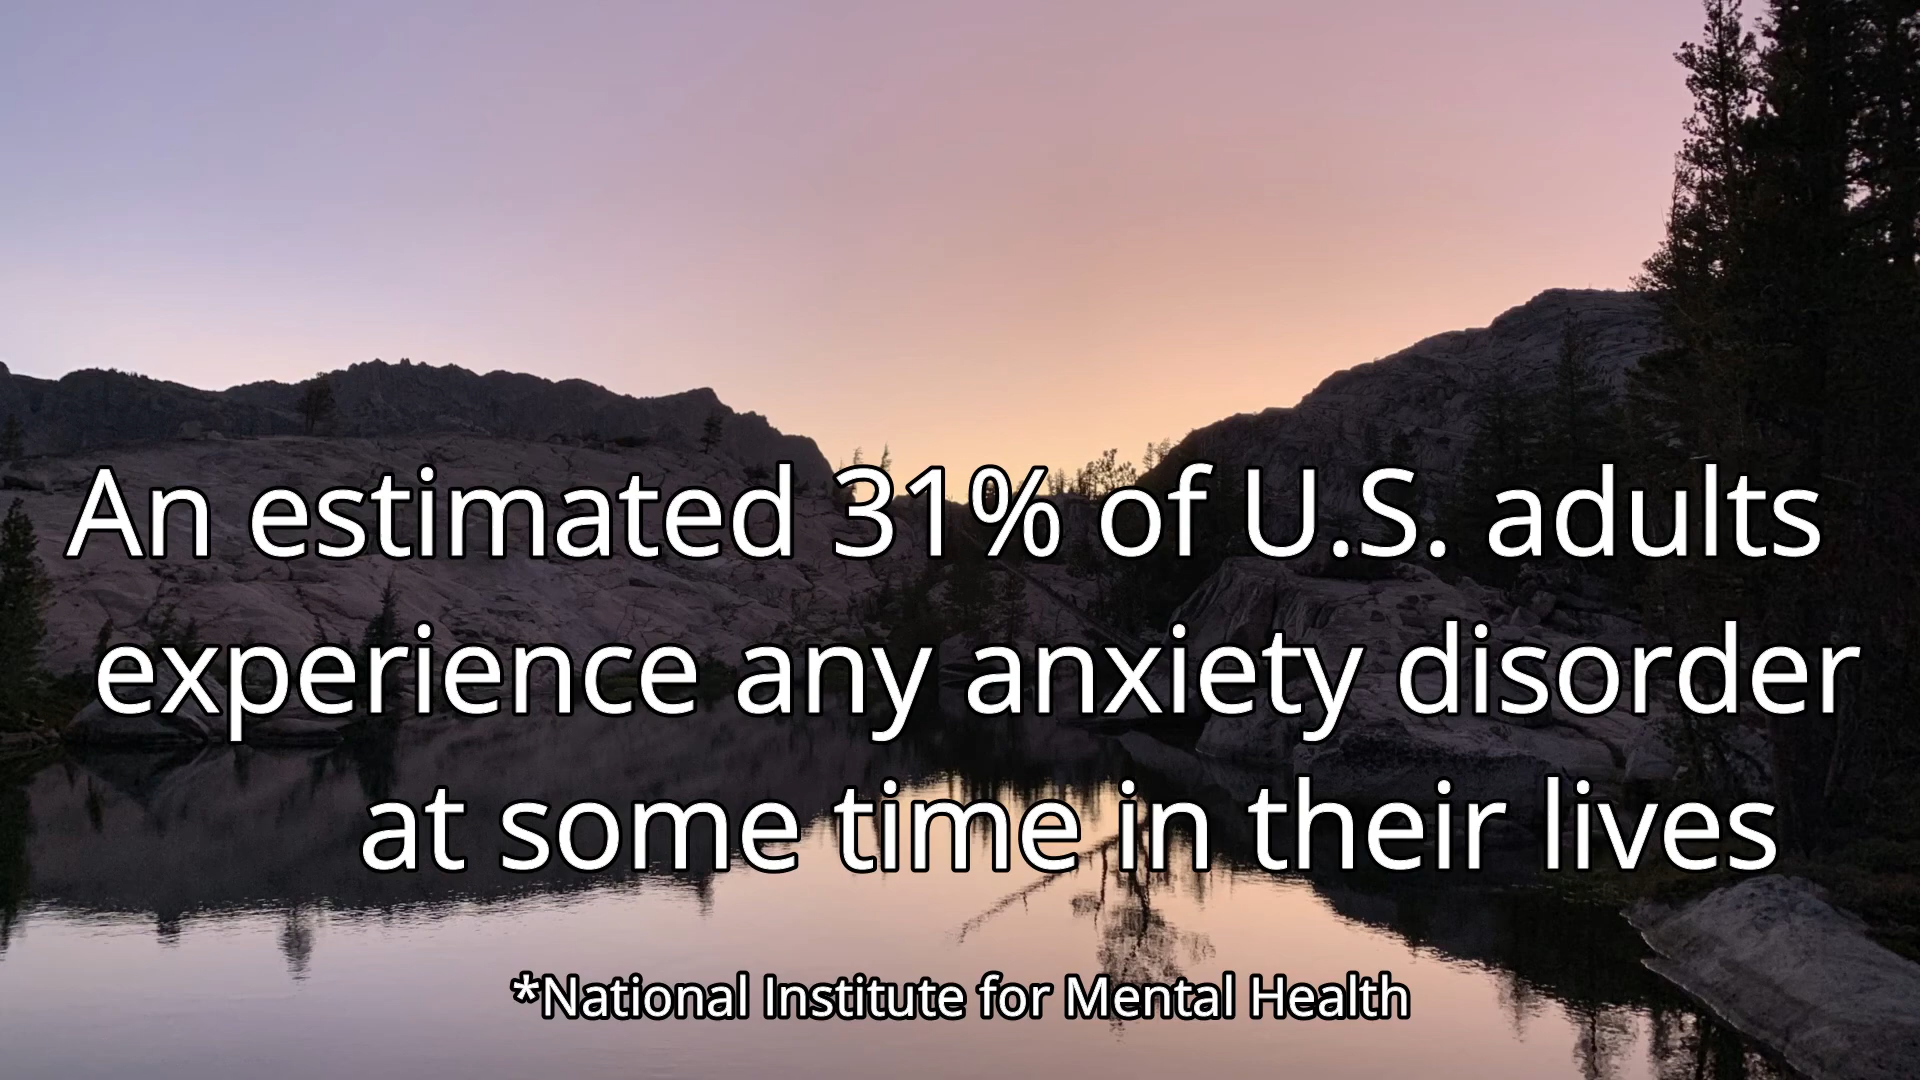 An estimated 31% of U.S. adults
experience any anxiety disorder
at some time in their lives
*National Institute for Mental Health